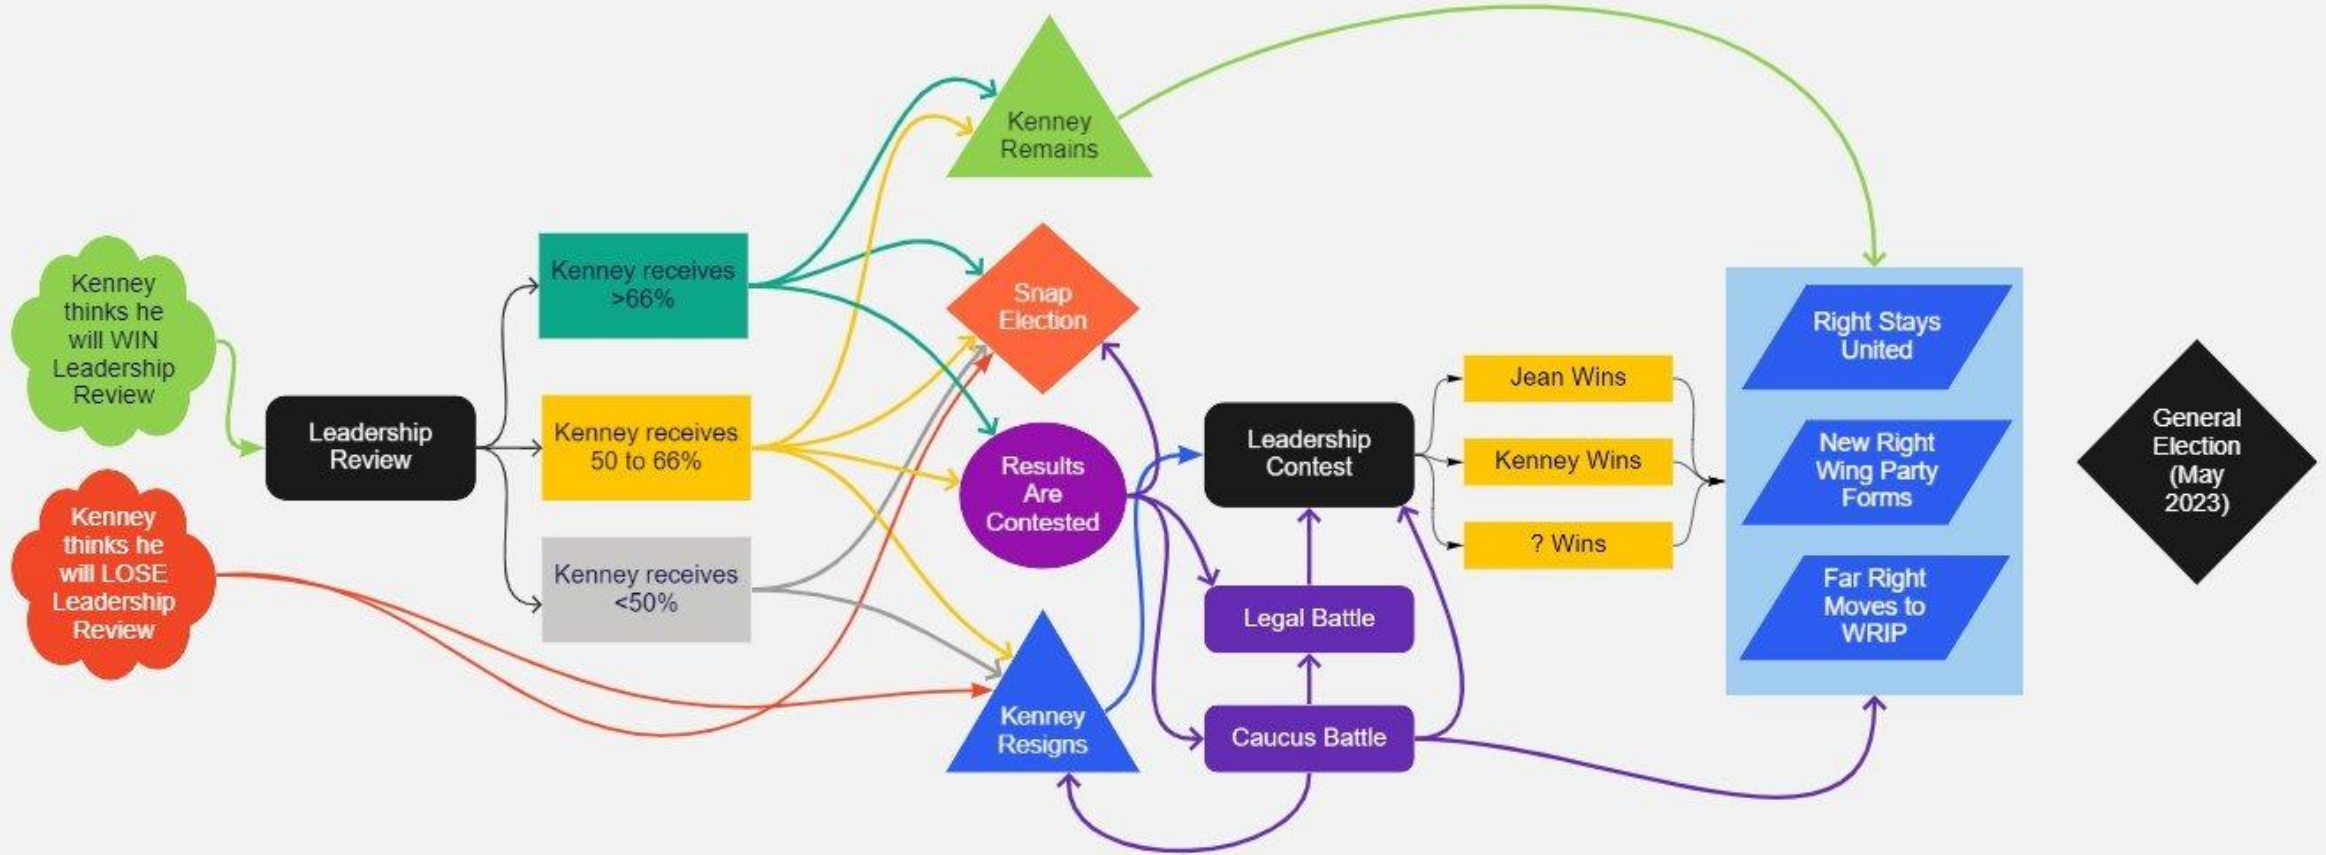 Kenney
thinks he
will WIN
Leadership
Review
Kenney
thinks he
will LOSE
Leadership
Review
Leadership
Review
Kenney receives
>66%
Kenney receives
50 to 66%
Kenney receives
<50%
Kenney
Remains
Snap
Election
Results
Are
Contested
Kenney
Resigns
Leadership
Contest
Legal Battle
Caucus Battle
Jean Wins
Kenney Wins
? Wins
Right Stays
United
New Right
Wing Party
Forms
Far Right
Moves to
WRIP
General
Election
(May
2023)